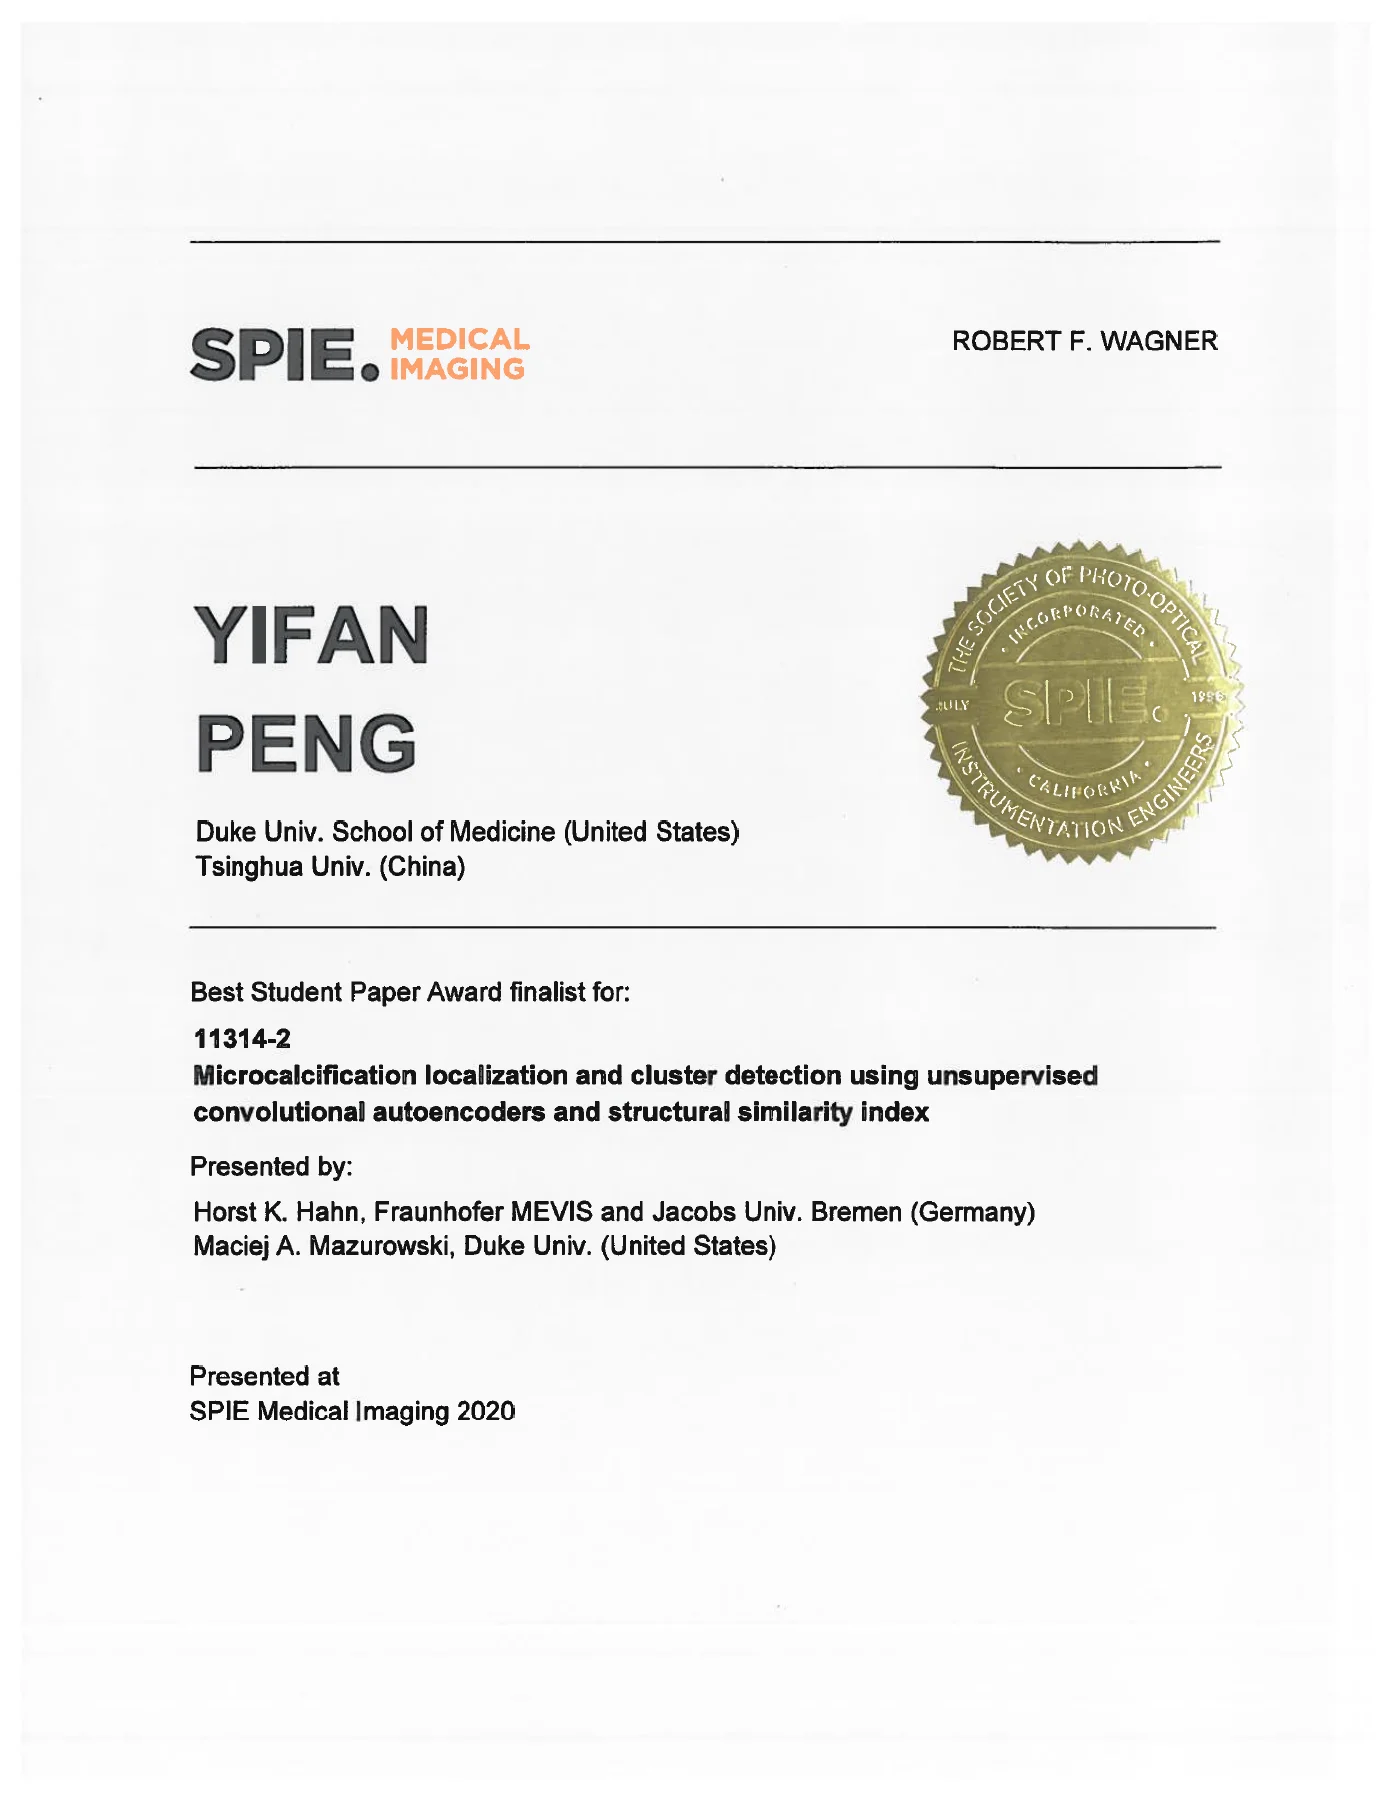 SPIE. MEDICAL
IMAGING
ROBERT F. WAGNER
YIFAN
PENG
THE SOCIETY OF PHOTO-OPTICAL
INCORPORATED
JULY
SPIE.
CALIFORNIA
INSTRUMENTATION ENGINEERS
Duke Univ. School of Medicine (United States)
Tsinghua Univ. (China)
Best Student Paper Award finalist for:
11314-2
Microcalcification localization and cluster detection using unsupervised
convolutional autoencoders and structural similarity index
Presented by:
Horst K. Hahn, Fraunhofer MEVIS and Jacobs Univ. Bremen (Germany)
Maciej A. Mazurowski, Duke Univ. (United States)
Presented at
SPIE Medical Imaging 2020